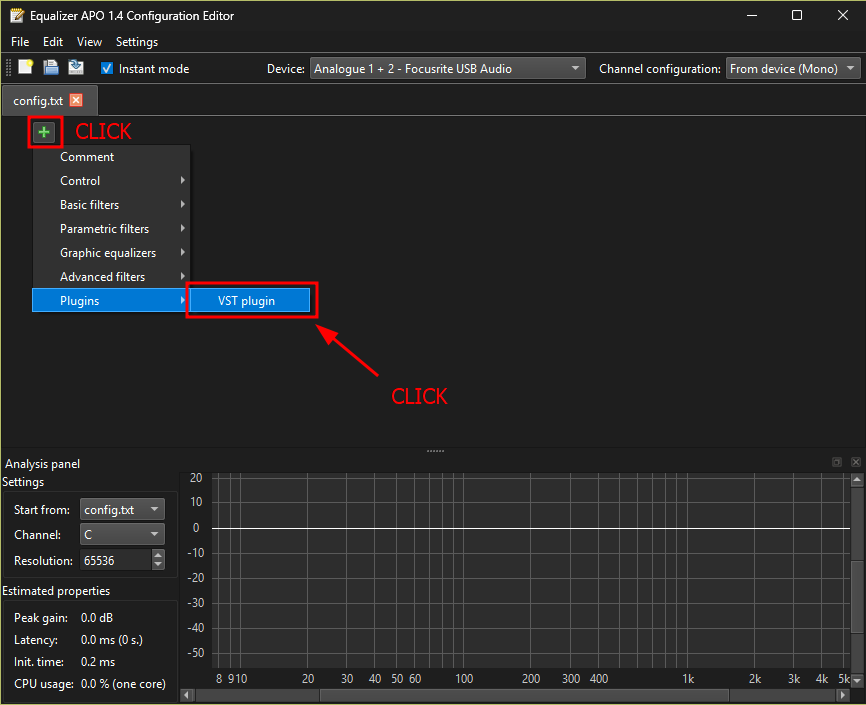 Equalizer APO 1.4 Configuration Editor
File Edit View Settings
Instant mode Device: Analogue 1 + 2 - Focusrite USB Audio Channel configuration: From device (Mono)
config.txt
CLICK
Comment
Control
Basic filters
Parametric filters
Graphic equalizers
Advanced filters
Plugins VST plugin
CLICK
Analysis panel
Settings
Start from: config.txt
Channel: C
Resolution: 65536
Estimated properties
Peak gain: 0.0 dB
Latency: 0.0 ms (0 s.)
Init. time: 0.2 ms
CPU usage: 0.0 % (one core)
20
10
0
-10
-20
-30
-40
-50
8 9 10 20 30 40 50 60 100 200 300 400 1k 2k 3k 4k 5k